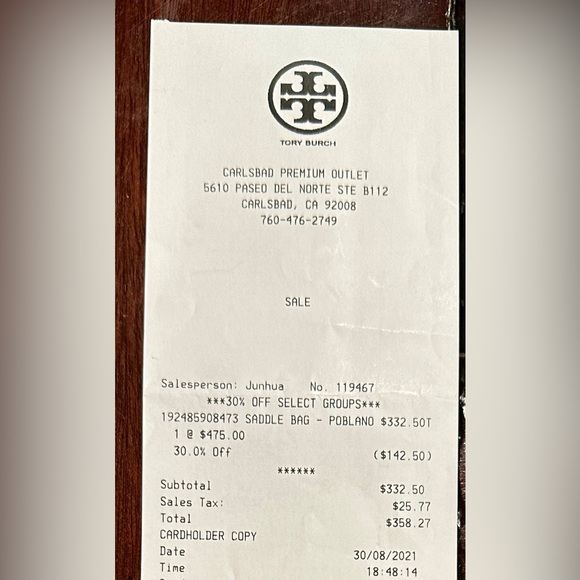 TORY BURCH
CARLSBAD PREMIUM OUTLET
5610 PASEO DEL NORTE STE B112
CARLSBAD, CA 92008
760-476-2749
SALE
Salesperson: Junhua No. 119467
***30% OFF SELECT GROUPS***
192485908473 SADDLE BAG - POBLANO $332.50T
1 @ $475.00
30.0% Off ($142.50)
******
Subtotal $332.50
Sales Tax: $25.77
Total $358.27
CARDHOLDER COPY
Date 30/08/2021
Time 18:48:14